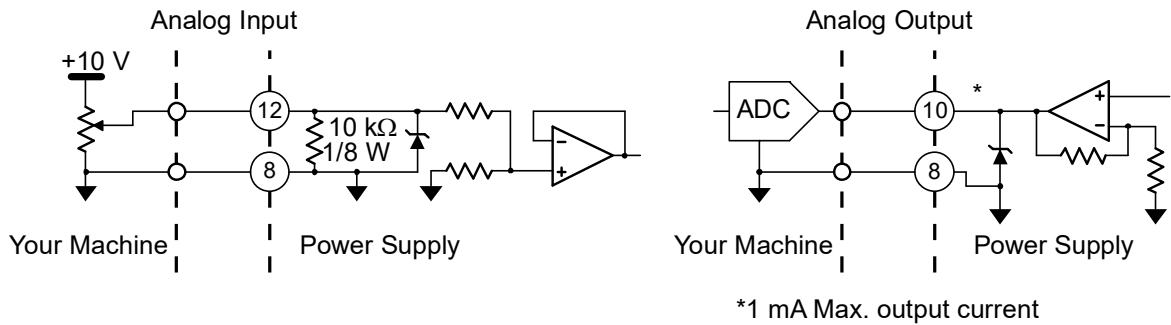 Analog Input
+10 V
12
10 kΩ
1/8 W
8
−
+
Your Machine
Power Supply
Analog Output
ADC
10
*
+
−
8
Your Machine
Power Supply
*1 mA Max. output current